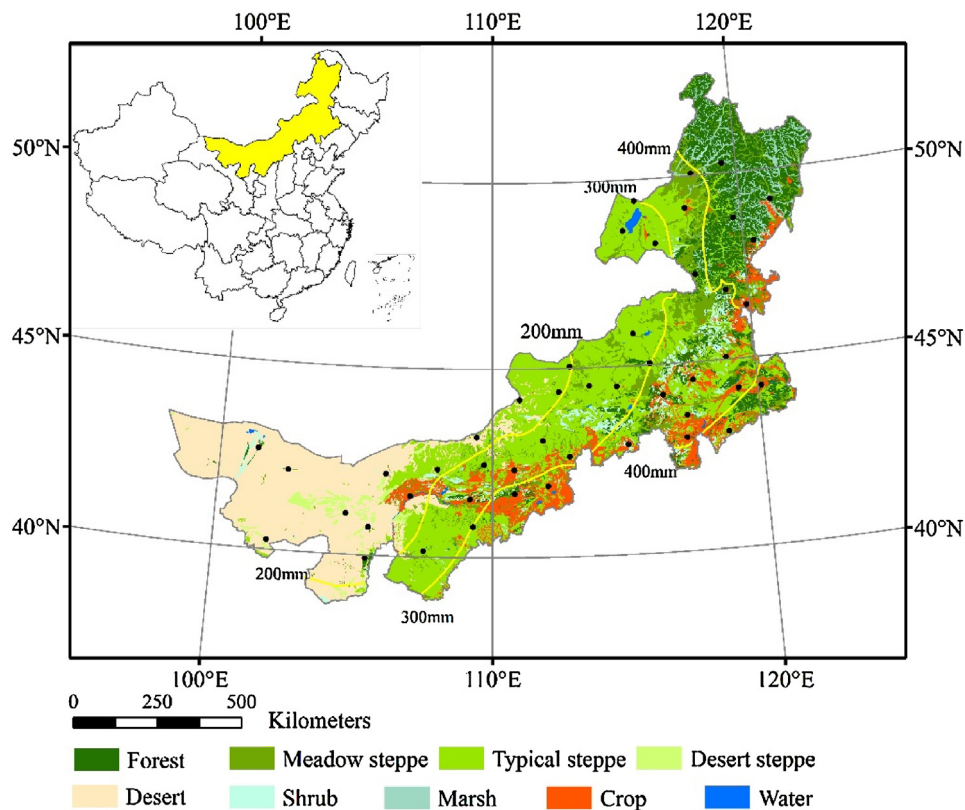 100°E 110°E 120°E
50°N 50°N
400mm
300mm
45°N 45°N
200mm
400mm
40°N 40°N
200mm
300mm
100°E 110°E 120°E
0 250 500
Kilometers
Forest Meadow steppe Typical steppe Desert steppe
Desert Shrub Marsh Crop Water